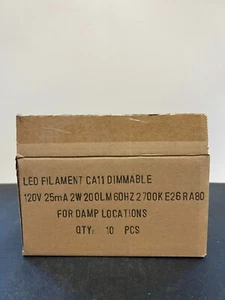 LED FILAMENT CA11 DIMMABLE
120V 25mA 2W 200LM 60HZ 2700K E26 RA80
FOR DAMP LOCATIONS
QTY: 10 PCS